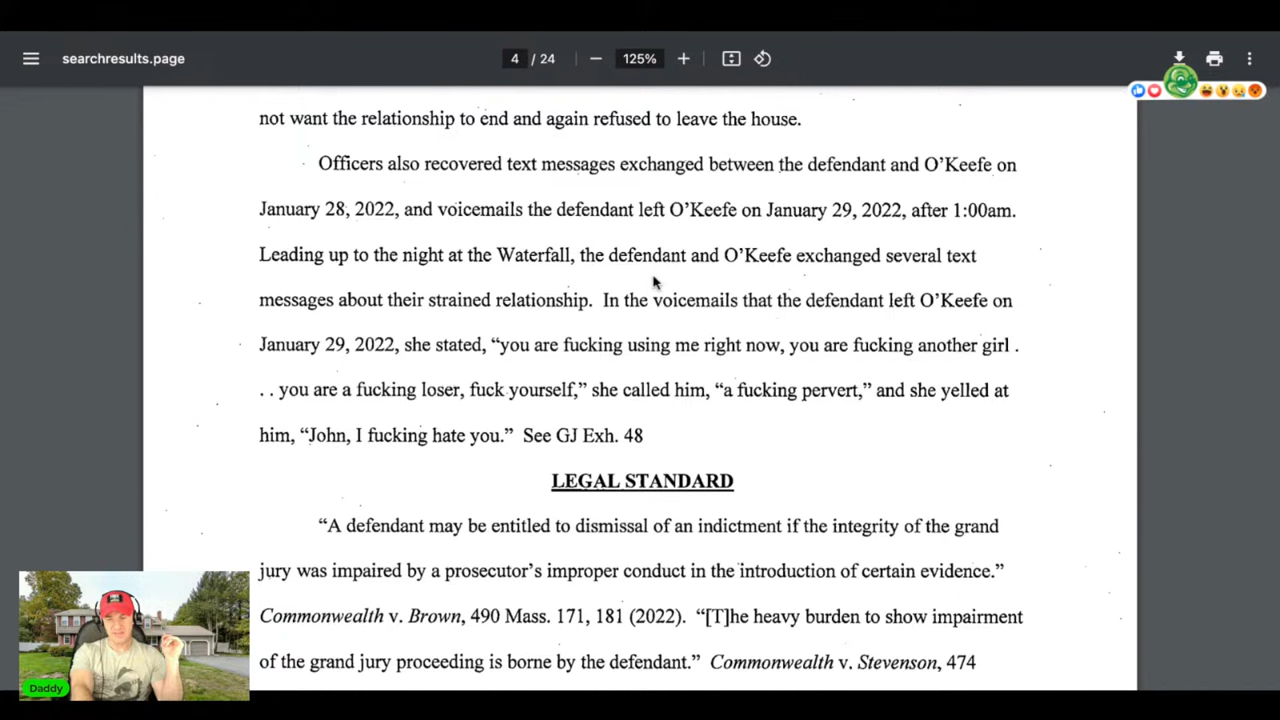 searchresults.page
4 / 24
125%
not want the relationship to end and again refused to leave the house.
Officers also recovered text messages exchanged between the defendant and O’Keefe on
January 28, 2022, and voicemails the defendant left O’Keefe on January 29, 2022, after 1:00am.
Leading up to the night at the Waterfall, the defendant and O’Keefe exchanged several text
messages about their strained relationship. In the voicemails that the defendant left O’Keefe on
January 29, 2022, she stated, “you are fucking using me right now, you are fucking another girl .
. . you are a fucking loser, fuck yourself,” she called him, “a fucking pervert,” and she yelled at
him, “John, I fucking hate you.” See GJ Exh. 48
LEGAL STANDARD
“A defendant may be entitled to dismissal of an indictment if the integrity of the grand
jury was impaired by a prosecutor’s improper conduct in the introduction of certain evidence.”
Commonwealth v. Brown, 490 Mass. 171, 181 (2022). “[T]he heavy burden to show impairment
of the grand jury proceeding is borne by the defendant.” Commonwealth v. Stevenson, 474
Daddy